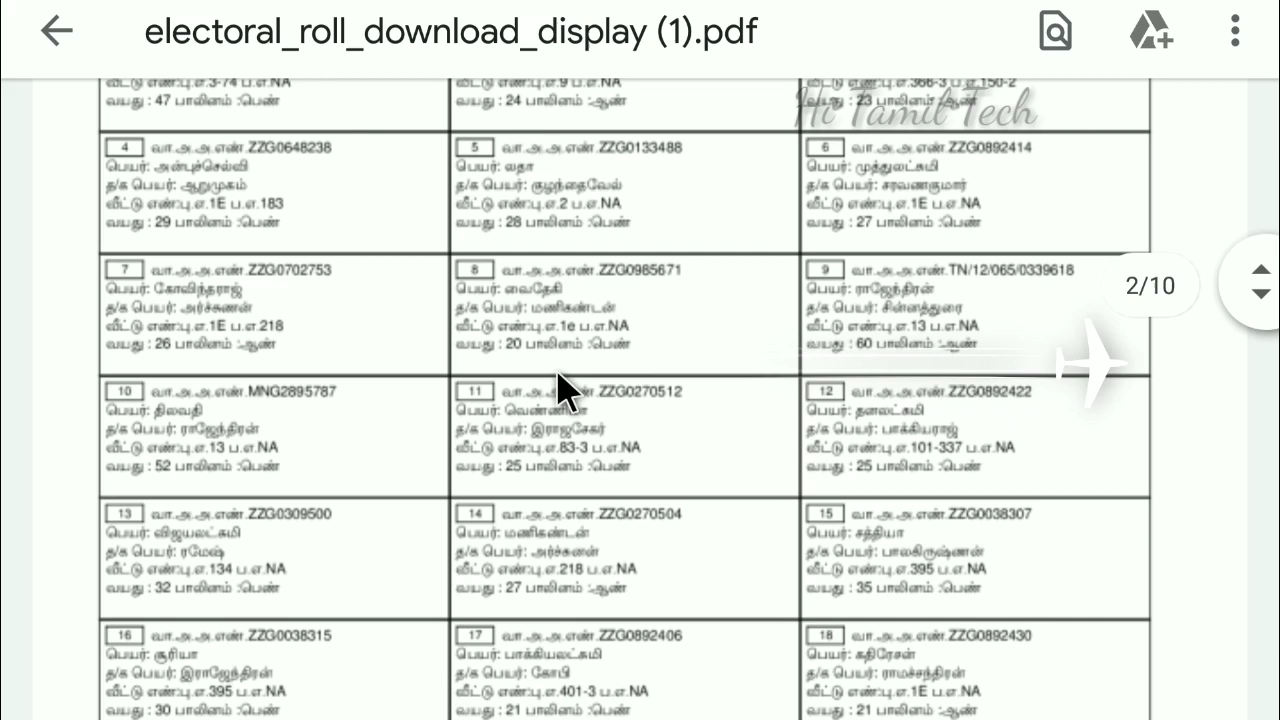 electoral_roll_download_display (1).pdf
வீட்டு எண்:பு.எ.3-74 ப.எ.NA
வயது : 47 பாலினம் :பெண்
வீட்டு எண்:பு.எ.9 ப.எ.NA
வயது : 24 பாலினம் :ஆண்
வீட்டு எண்:பு.எ.366-3 ப.எ.150-2
வயது : 23 பாலினம் :ஆண்
Hi Tamil Tech
4 வா.அ.அ.எண்.ZZG0648238
பெயர்: அன்புச்செல்வி
த/க பெயர்: ஆறுமுகம்
வீட்டு எண்:பு.எ.1E ப.எ.183
வயது : 29 பாலினம் :பெண்
5 வா.அ.அ.எண்.ZZG0133488
பெயர்: லதா
த/க பெயர்: குழந்தைவேல்
வீட்டு எண்:பு.எ.2 ப.எ.NA
வயது : 28 பாலினம் :பெண்
6 வா.அ.அ.எண்.ZZG0892414
பெயர்: முத்துலட்சுமி
த/க பெயர்: சரவணகுமார்
வீட்டு எண்:பு.எ.1E ப.எ.NA
வயது : 27 பாலினம் :பெண்
7 வா.அ.அ.எண்.ZZG0702753
பெயர்: கோவிந்தராஜ்
த/க பெயர்: அர்ச்சுணன்
வீட்டு எண்:பு.எ.1E ப.எ.218
வயது : 26 பாலினம் :ஆண்
8 வா.அ.அ.எண்.ZZG0985671
பெயர்: வைதேகி
த/க பெயர்: மணிகண்டன்
வீட்டு எண்:பு.எ.1e ப.எ.NA
வயது : 20 பாலினம் :பெண்
9 வா.அ.அ.எண்.TN/12/065/0339618
பெயர்: ராஜேந்திரன்
த/க பெயர்: சின்னத்துரை
வீட்டு எண்:பு.எ.13 ப.எ.NA
வயது : 60 பாலினம் :ஆண்
2/10
10 வா.அ.அ.எண்.MNG2895787
பெயர்: திலவதி
த/க பெயர்: ராஜேந்திரன்
வீட்டு எண்:பு.எ.13 ப.எ.NA
வயது : 52 பாலினம் :பெண்
11 வா.அ.அ.எண்.ZZG0270512
பெயர்:
த/க பெயர்: இராஜசேகர்
வீட்டு எண்:பு.எ.83-3 ப.எ.NA
வயது : 25 பாலினம் :பெண்
12 வா.அ.அ.எண்.ZZG0892422
பெயர்: தனலட்சுமி
த/க பெயர்: பாக்கியராஜ்
வீட்டு எண்:பு.எ.101-337 ப.எ.NA
வயது : 25 பாலினம் :பெண்
13 வா.அ.அ.எண்.ZZG0309500
பெயர்: விஜயலட்சுமி
த/க பெயர்: ரமேஷ்
வீட்டு எண்:பு.எ.134 ப.எ.NA
வயது : 32 பாலினம் :பெண்
14 வா.அ.அ.எண்.ZZG0270504
பெயர்: மணிகண்டன்
த/க பெயர்: அர்ச்சுனன்
வீட்டு எண்:பு.எ.218 ப.எ.NA
வயது : 27 பாலினம் :ஆண்
15 வா.அ.அ.எண்.ZZG0038307
பெயர்: சத்தியா
த/க பெயர்: பாலகிருஷ்ணன்
வீட்டு எண்:பு.எ.395 ப.எ.NA
வயது : 35 பாலினம் :பெண்
16 வா.அ.அ.எண்.ZZG0038315
பெயர்: சூரியா
த/க பெயர்: இராஜேந்திரன்
வீட்டு எண்:பு.எ.395 ப.எ.NA
வயது : 30 பாலினம் :பெண்
17 வா.அ.அ.எண்.ZZG0892406
பெயர்: பாக்கியலட்சுமி
த/க பெயர்: கோபி
வீட்டு எண்:பு.எ.401-3 ப.எ.NA
வயது : 21 பாலினம் :பெண்
18 வா.அ.அ.எண்.ZZG0892430
பெயர்: கதிரேசன்
த/க பெயர்: ராமச்சந்திரன்
வீட்டு எண்:பு.எ.1E ப.எ.NA
வயது : 21 பாலினம் :ஆண்